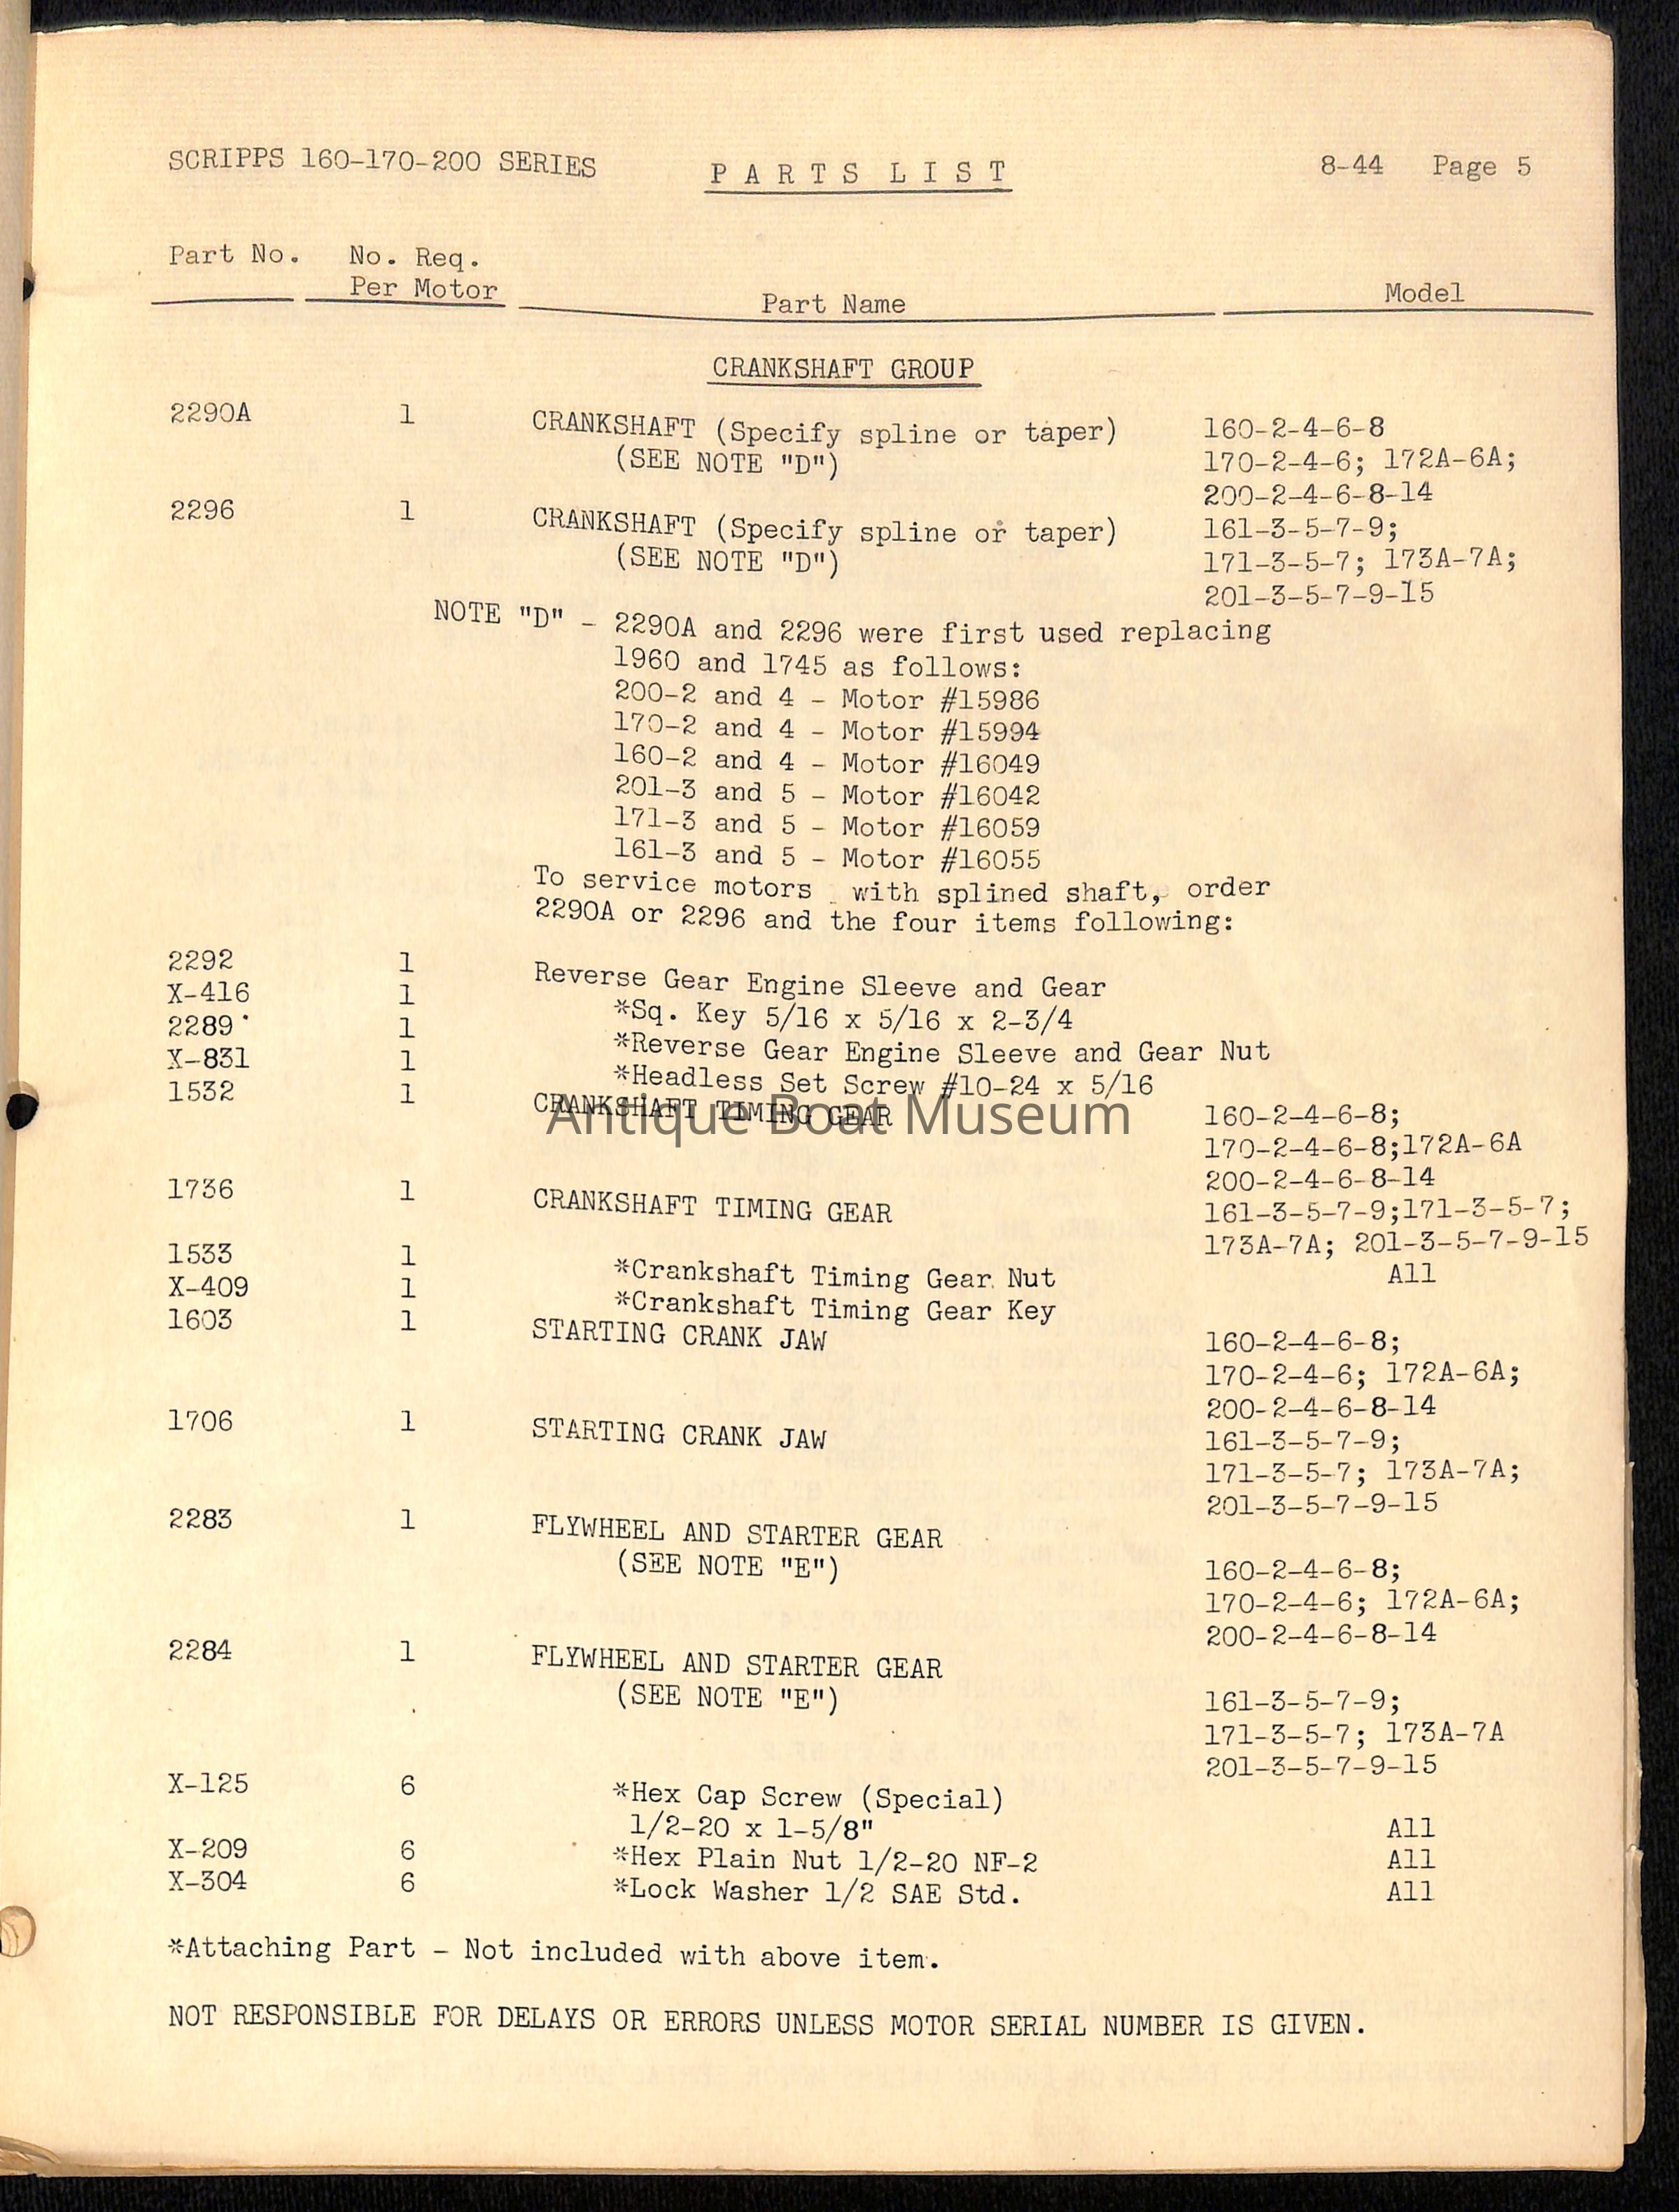 SCRIPPS 160-170-200 SERIES P A R T S L I S T 8-44 Page 5
Part No. No. Req.
Per Motor Part Name Model
CRANKSHAFT GROUP
2290A 1 CRANKSHAFT (Specify spline or taper) 160-2-4-6-8
(SEE NOTE "D") 170-2-4-6; 172A-6A;
200-2-4-6-8-14
2296 1 CRANKSHAFT (Specify spline or taper) 161-3-5-7-9;
(SEE NOTE "D") 171-3-5-7; 173A-7A;
201-3-5-7-9-15
NOTE "D" - 2290A and 2296 were first used replacing
1960 and 1745 as follows:
200-2 and 4 - Motor #15986
170-2 and 4 - Motor #15994
160-2 and 4 - Motor #16049
201-3 and 5 - Motor #16042
171-3 and 5 - Motor #16059
161-3 and 5 - Motor #16055
To service motors with splined shaft, order
2290A or 2296 and the four items following:
2292 1 Reverse Gear Engine Sleeve and Gear
X-416 1 *Sq. Key 5/16 x 5/16 x 2-3/4
2289 1 *Reverse Gear Engine Sleeve and Gear Nut
X-831 1 *Headless Set Screw #10-24 x 5/16
1532 1 CRANKSHAFT TIMING GEAR 160-2-4-6-8;
Antique Boat Museum
170-2-4-6-8;172A-6A
200-2-4-6-8-14
1736 1 CRANKSHAFT TIMING GEAR 161-3-5-7-9;171-3-5-7;
173A-7A; 201-3-5-7-9-15
1533 1 *Crankshaft Timing Gear Nut All
X-409 1 *Crankshaft Timing Gear Key
1603 1 STARTING CRANK JAW 160-2-4-6-8;
170-2-4-6; 172A-6A;
200-2-4-6-8-14
1706 1 STARTING CRANK JAW 161-3-5-7-9;
171-3-5-7; 173A-7A;
201-3-5-7-9-15
2283 1 FLYWHEEL AND STARTER GEAR
(SEE NOTE "E") 160-2-4-6-8;
170-2-4-6; 172A-6A;
200-2-4-6-8-14
2284 1 FLYWHEEL AND STARTER GEAR
(SEE NOTE "E") 161-3-5-7-9;
171-3-5-7; 173A-7A
201-3-5-7-9-15
X-125 6 *Hex Cap Screw (Special)
1/2-20 x 1-5/8" All
X-209 6 *Hex Plain Nut 1/2-20 NF-2 All
X-304 6 *Lock Washer 1/2 SAE Std. All
*Attaching Part - Not included with above item.
NOT RESPONSIBLE FOR DELAYS OR ERRORS UNLESS MOTOR SERIAL NUMBER IS GIVEN.